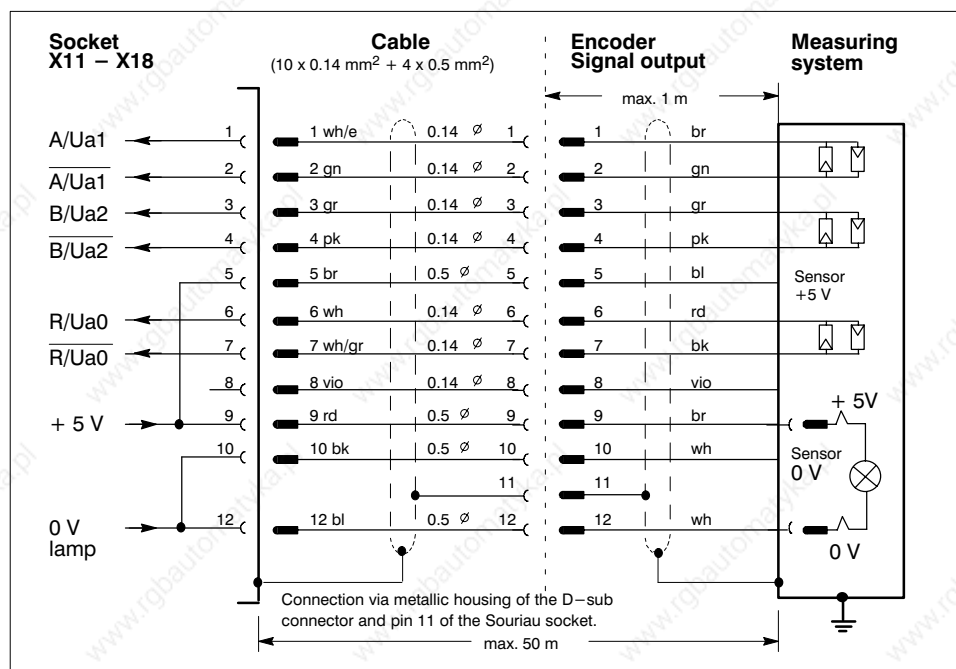 Socket
X11 – X18
Cable
(10 x 0.14 mm² + 4 x 0.5 mm²)
Encoder
Signal output
Measuring
system
max. 1 m
A/Ua1 1 1 wh/e 0.14 ⌀ 1 1 br
A/Ua1 2 2 gn 0.14 ⌀ 2 2 gn
B/Ua2 3 3 gr 0.14 ⌀ 3 3 gr
B/Ua2 4 4 pk 0.14 ⌀ 4 4 pk
5 5 br 0.5 ⌀ 5 5 bl
Sensor
+5 V
R/Ua0 6 6 wh 0.14 ⌀ 6 6 rd
R/Ua0 7 7 wh/gr 0.14 ⌀ 7 7 bk
8 8 vio 0.14 ⌀ 8 8 vio
+ 5 V 9 9 rd 0.5 ⌀ 9 9 br + 5V
10 10 bk 0.5 ⌀ 10 10 wh
Sensor
0 V
11 11
0 V
lamp
12 12 bl 0.5 ⌀ 12 12 wh
0 V
Connection via metallic housing of the D–sub
connector and pin 11 of the Souriau socket.
max. 50 m
www.rgbautomatyka.pl